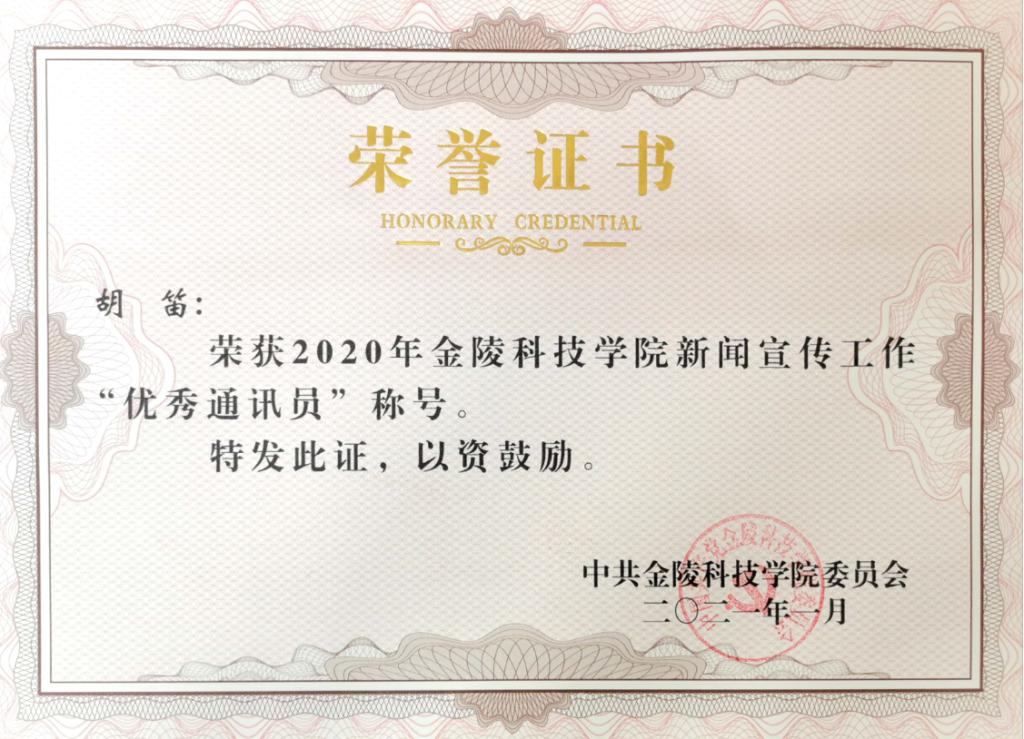 荣誉证书
HONORARY CREDENTIAL
胡 笛：
荣获2020年金陵科技学院新闻宣传工作
“优秀通讯员”称号。
特发此证，以资鼓励。
中共金陵科技学院委员会
二〇二一年一月